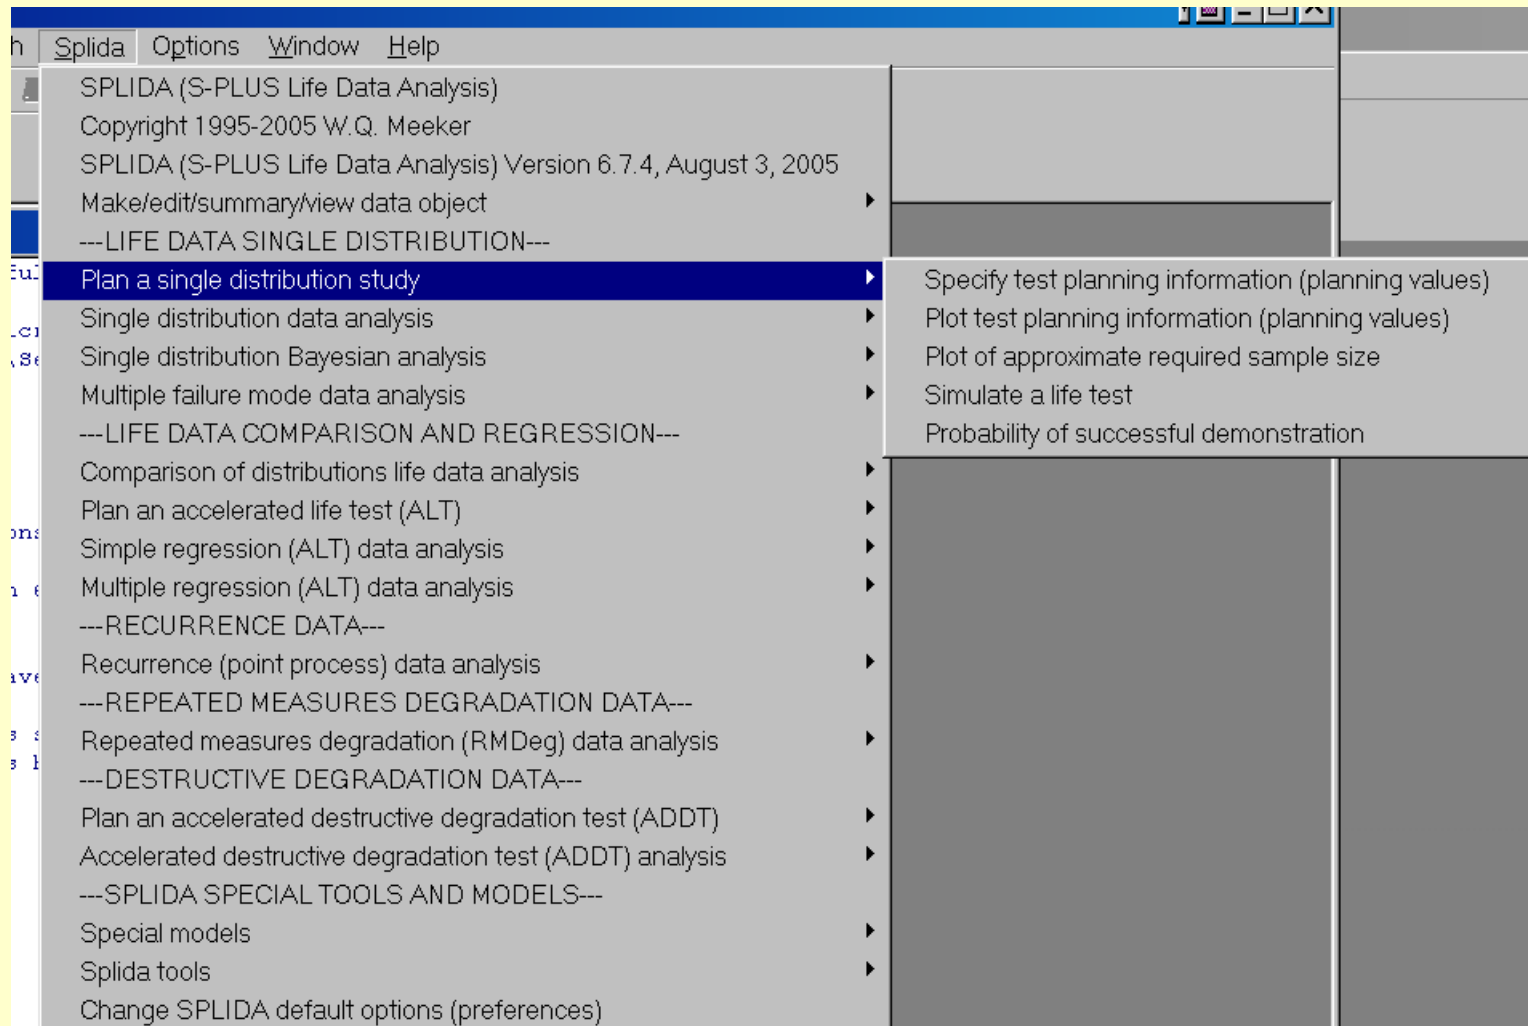 h Splida Options Window Help
SPLIDA (S-PLUS Life Data Analysis)
Copyright 1995-2005 W.Q. Meeker
SPLIDA (S-PLUS Life Data Analysis) Version 6.7.4, August 3, 2005
Make/edit/summary/view data object
---LIFE DATA SINGLE DISTRIBUTION---
Plan a single distribution study
Specify test planning information (planning values)
Plot test planning information (planning values)
Plot of approximate required sample size
Simulate a life test
Probability of successful demonstration
Single distribution data analysis
Single distribution Bayesian analysis
Multiple failure mode data analysis
---LIFE DATA COMPARISON AND REGRESSION---
Comparison of distributions life data analysis
Plan an accelerated life test (ALT)
Simple regression (ALT) data analysis
Multiple regression (ALT) data analysis
---RECURRENCE DATA---
Recurrence (point process) data analysis
---REPEATED MEASURES DEGRADATION DATA---
Repeated measures degradation (RMDeg) data analysis
---DESTRUCTIVE DEGRADATION DATA---
Plan an accelerated destructive degradation test (ADDT)
Accelerated destructive degradation test (ADDT) analysis
---SPLIDA SPECIAL TOOLS AND MODELS---
Special models
Splida tools
Change SPLIDA default options (preferences)